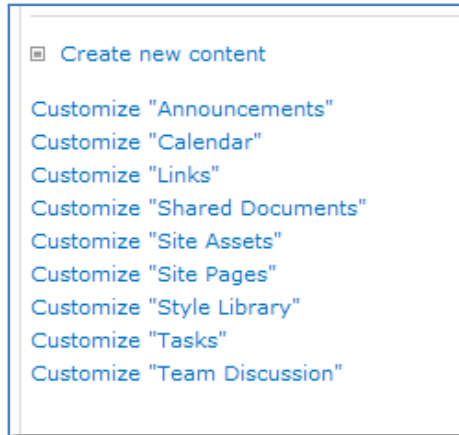 Create new content
Customize "Announcements"
Customize "Calendar"
Customize "Links"
Customize "Shared Documents"
Customize "Site Assets"
Customize "Site Pages"
Customize "Style Library"
Customize "Tasks"
Customize "Team Discussion"